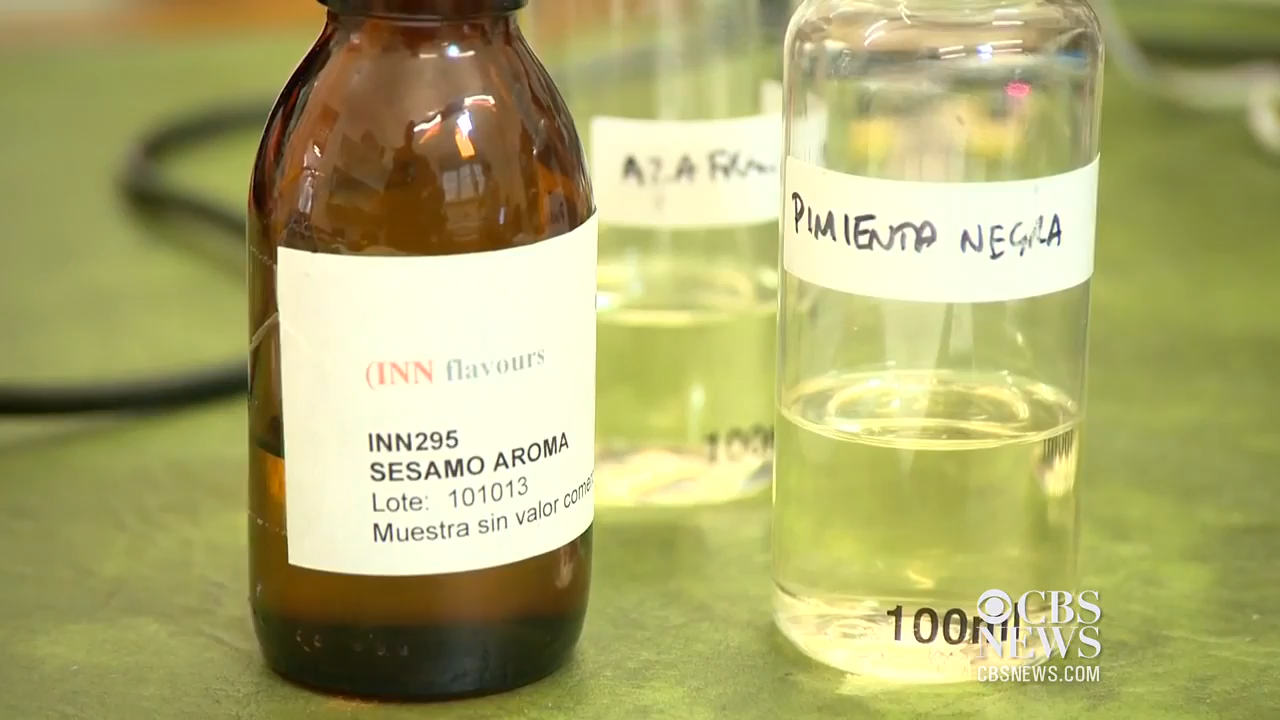 (INN flavours
INN295
SESAMO AROMA
Lote: 101013
Muestra sin valor
PIMIENTA NEGRA
100ml
CBS
NEWS
CBSNEWS.COM